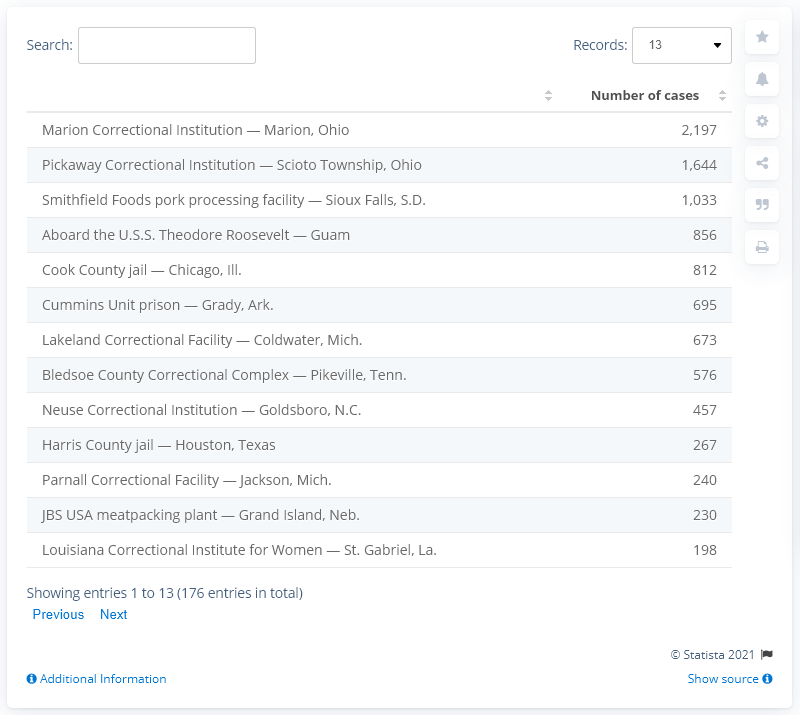 Search:
Records: 13
Number of cases
Marion Correctional Institution — Marion, Ohio 2,197
Pickaway Correctional Institution — Scioto Township, Ohio 1,644
Smithfield Foods pork processing facility — Sioux Falls, S.D. 1,033
Aboard the U.S.S. Theodore Roosevelt — Guam 856
Cook County jail — Chicago, Ill. 812
Cummins Unit prison — Grady, Ark. 695
Lakeland Correctional Facility — Coldwater, Mich. 673
Bledsoe County Correctional Complex — Pikeville, Tenn. 576
Neuse Correctional Institution — Goldsboro, N.C. 457
Harris County jail — Houston, Texas 267
Parnall Correctional Facility — Jackson, Mich. 240
JBS USA meatpacking plant — Grand Island, Neb. 230
Louisiana Correctional Institute for Women — St. Gabriel, La. 198
Showing entries 1 to 13 (176 entries in total)
Previous Next
© Statista 2021
Additional Information Show source